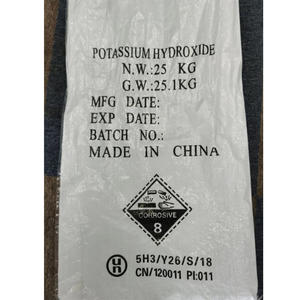 POTASSIUM HYDROXIDE
N.W.:25 KG
G.W.:25.1KG
MFG DATE:
EXP DATE:
BATCH NO.:
MADE IN CHINA
CORROSIVE
8
un
5H3/Y26/S/18
CN/120011 PI:011